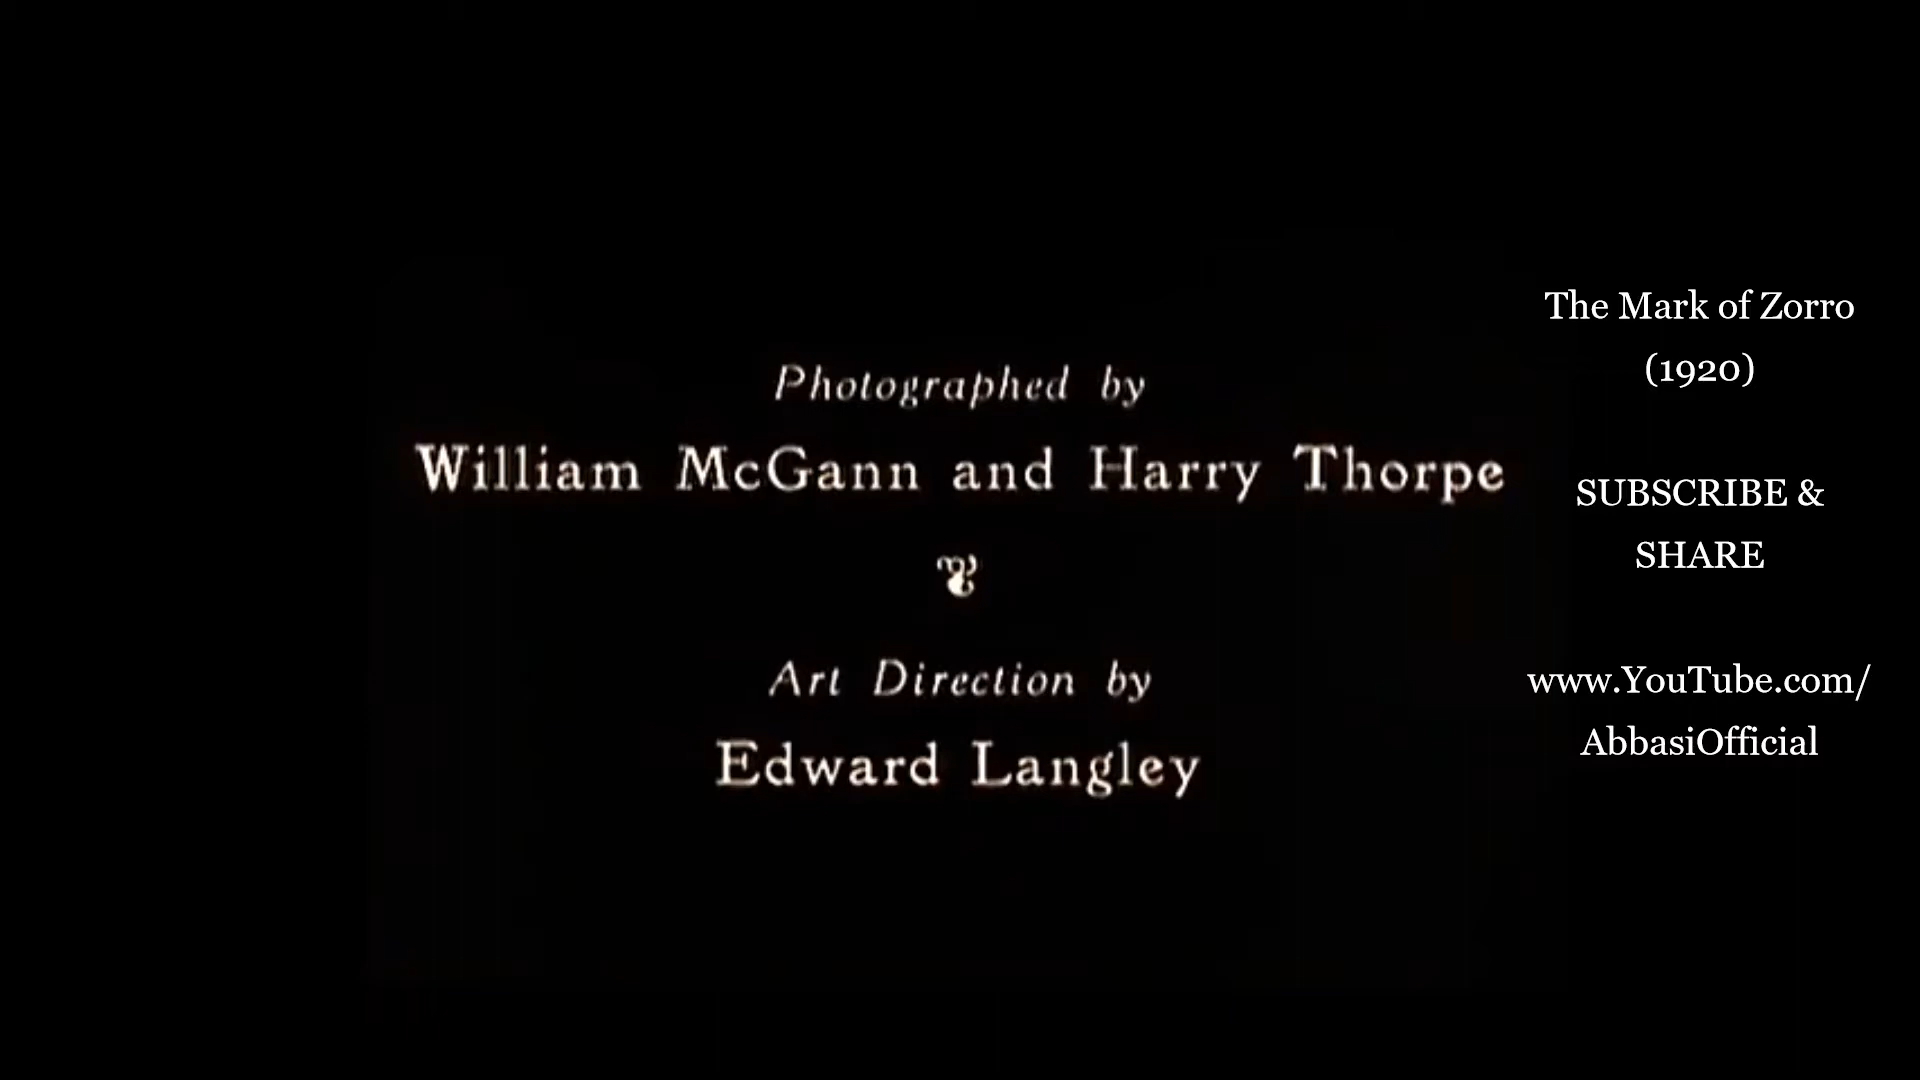 Photographed by
William McGann and Harry Thorpe
Art Direction by
Edward Langley
The Mark of Zorro
(1920)
SUBSCRIBE &
SHARE
www.YouTube.com/
AbbasiOfficial